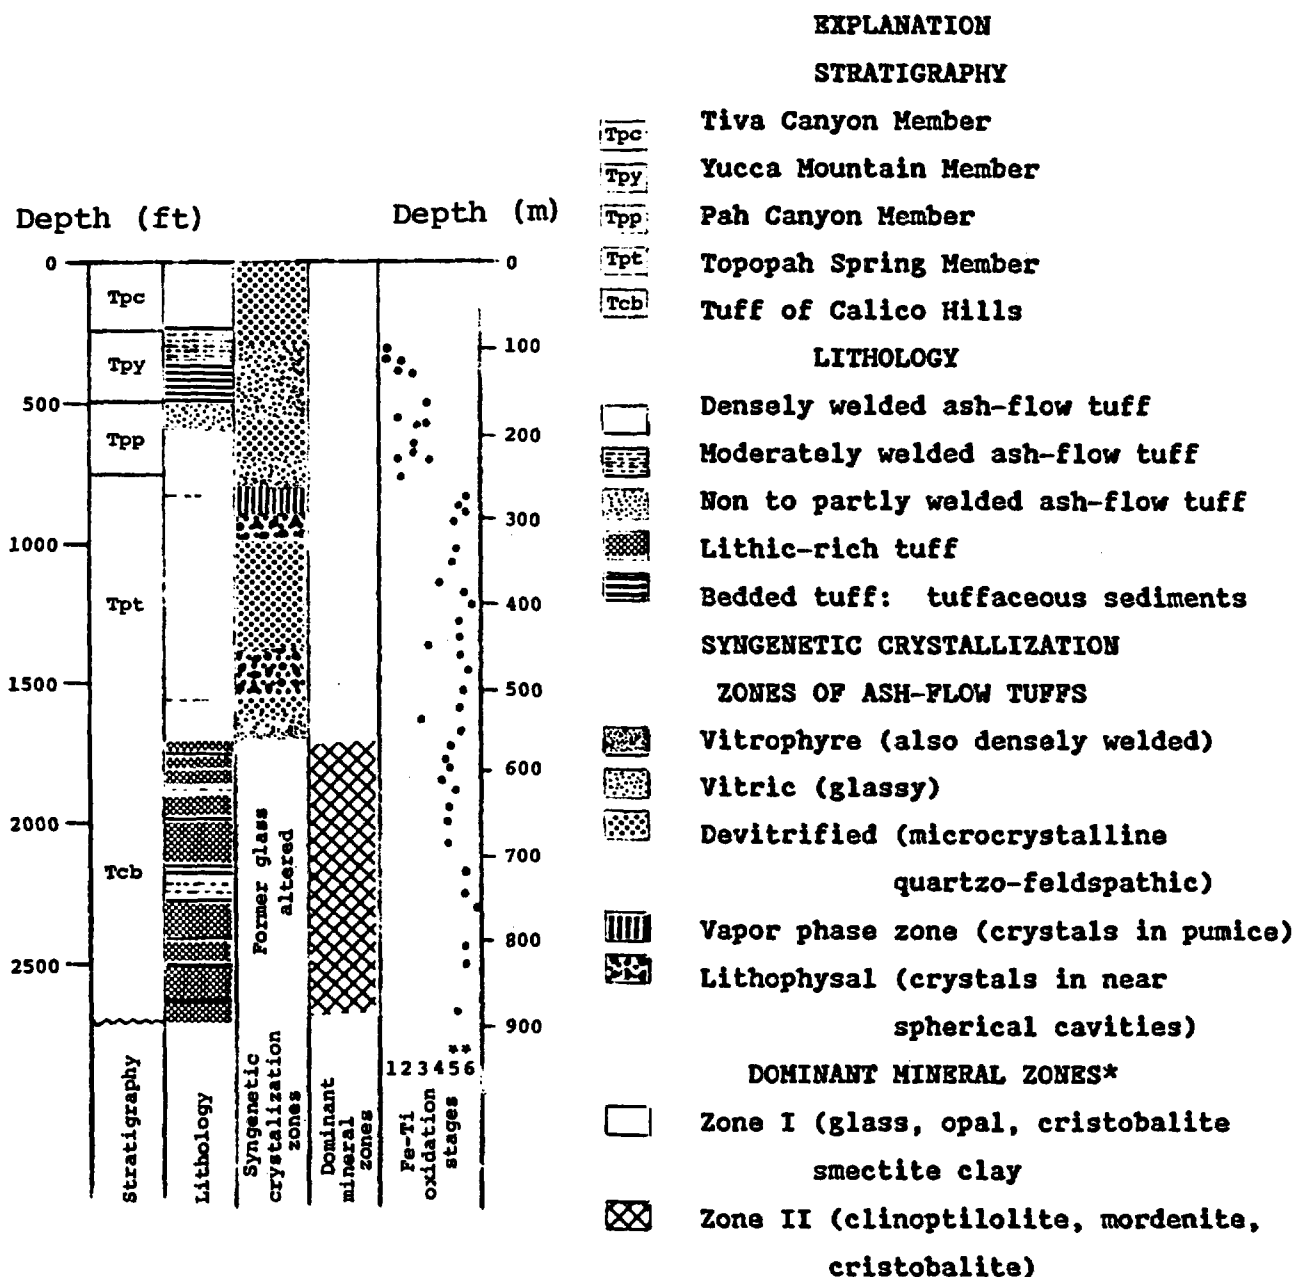 EXPLANATION
STRATIGRAPHY
Tpc Tiva Canyon Member
Tpy Yucca Mountain Member
Tpp Pah Canyon Member
Tpt Topopah Spring Member
Tcb Tuff of Calico Hills
LITHOLOGY
Densely welded ash-flow tuff
Moderately welded ash-flow tuff
Non to partly welded ash-flow tuff
Lithic-rich tuff
Bedded tuff: tuffaceous sediments
SYNGENETIC CRYSTALLIZATION
ZONES OF ASH-FLOW TUFFS
Vitrophyre (also densely welded)
Vitric (glassy)
Devitrified (microcrystalline
quartzo-feldspathic)
Vapor phase zone (crystals in pumice)
Lithophysal (crystals in near
spherical cavities)
DOMINANT MINERAL ZONES*
Zone I (glass, opal, cristobalite
smectite clay
Zone II (clinoptilolite, mordenite,
cristobalite)
Depth (ft)
0
500
1000
1500
2000
2500
Depth (m)
0
100
200
300
400
500
600
700
800
900
Tpc
Tpy
Tpp
Tpt
Tcb
Former glass
altered
* *
1 2 3 4 5 6
Stratigraphy
Lithology
Syngenetic
crystalization
zones
Dominant
mineral
zones
Fe-Ti
oxidation
stages